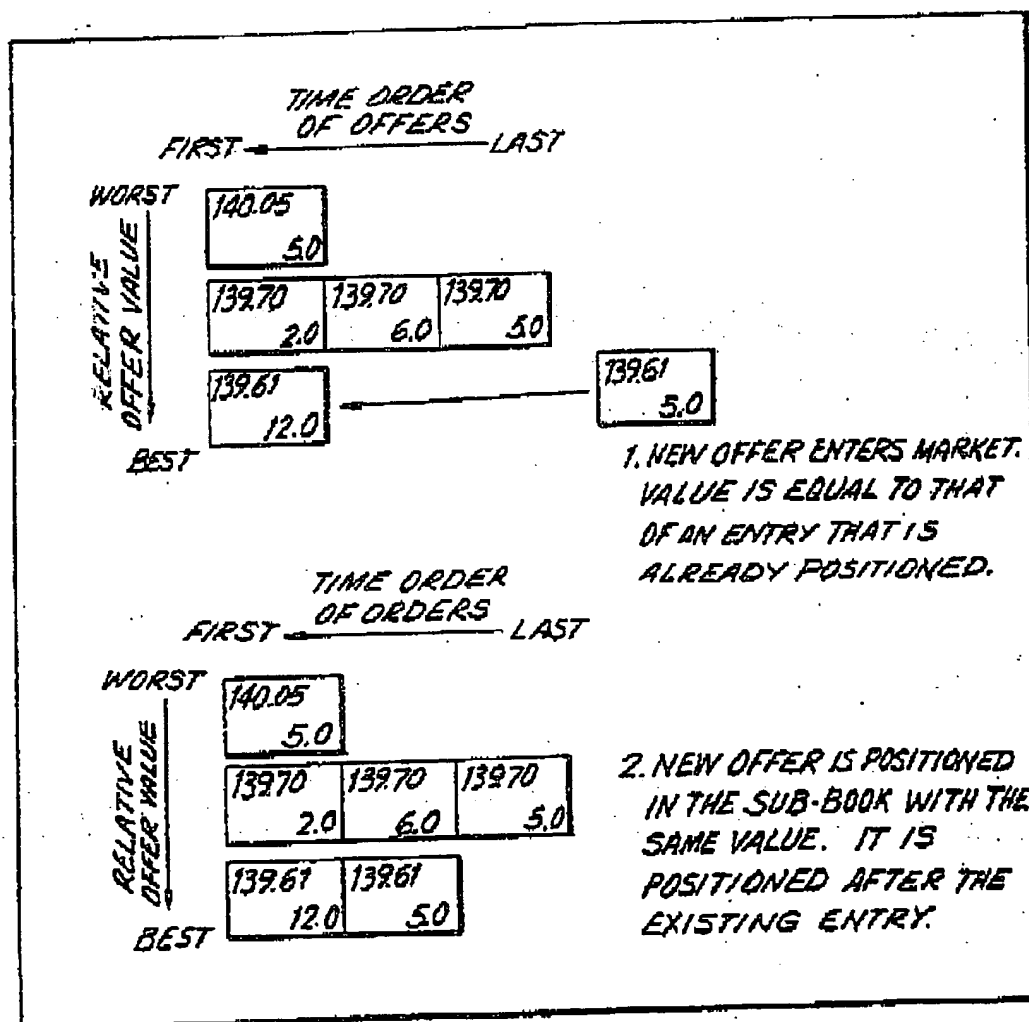 TIME ORDER
OF OFFERS
FIRST LAST
WORST
RELATIVE
OFFER VALUE
BEST
140.05
5.0
139.70 139.70 139.70
2.0 6.0 5.0
139.61
12.0
139.61
5.0
1. NEW OFFER ENTERS MARKET.
VALUE IS EQUAL TO THAT
OF AN ENTRY THAT IS
ALREADY POSITIONED.
TIME ORDER
OF ORDERS
FIRST LAST
WORST
RELATIVE
OFFER VALUE
BEST
140.05
5.0
139.70 139.70 139.70
2.0 6.0 5.0
139.61 139.61
12.0 5.0
2. NEW OFFER IS POSITIONED
IN THE SUB-BOOK WITH THE
SAME VALUE. IT IS
POSITIONED AFTER THE
EXISTING ENTRY.